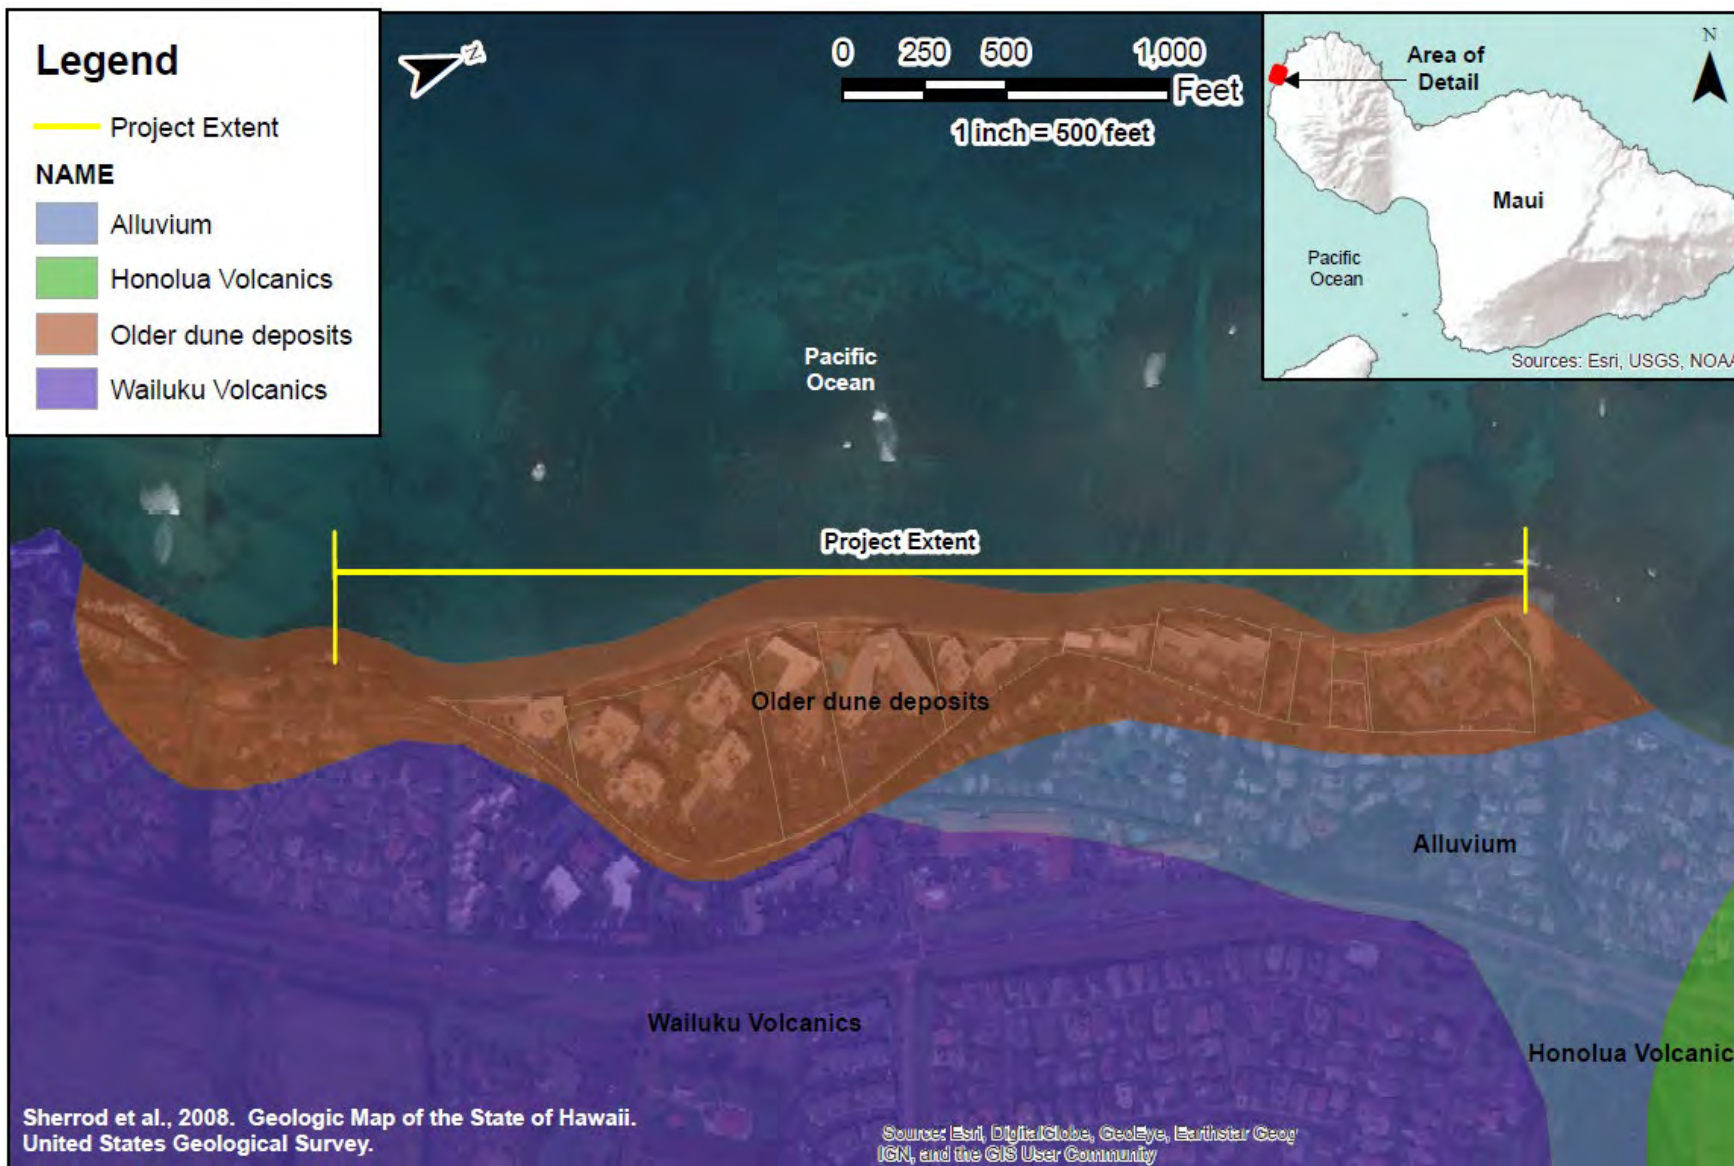 Legend
Project Extent
NAME
Alluvium
Honolua Volcanics
Older dune deposits
Wailuku Volcanics
N
0 250 500 1,000
Feet
1 inch = 500 feet
Area of
Detail
N
Maui
Pacific
Ocean
Sources: Esri, USGS, NOAA
Pacific
Ocean
Project Extent
Older dune deposits
Alluvium
Wailuku Volcanics
Honolua Volcanic
Sherrod et al., 2008. Geologic Map of the State of Hawaii.
United States Geological Survey.
Source: Esri, DigitalGlobe, GeoEye, Earthstar Geog
IGN, and the GIS User Community